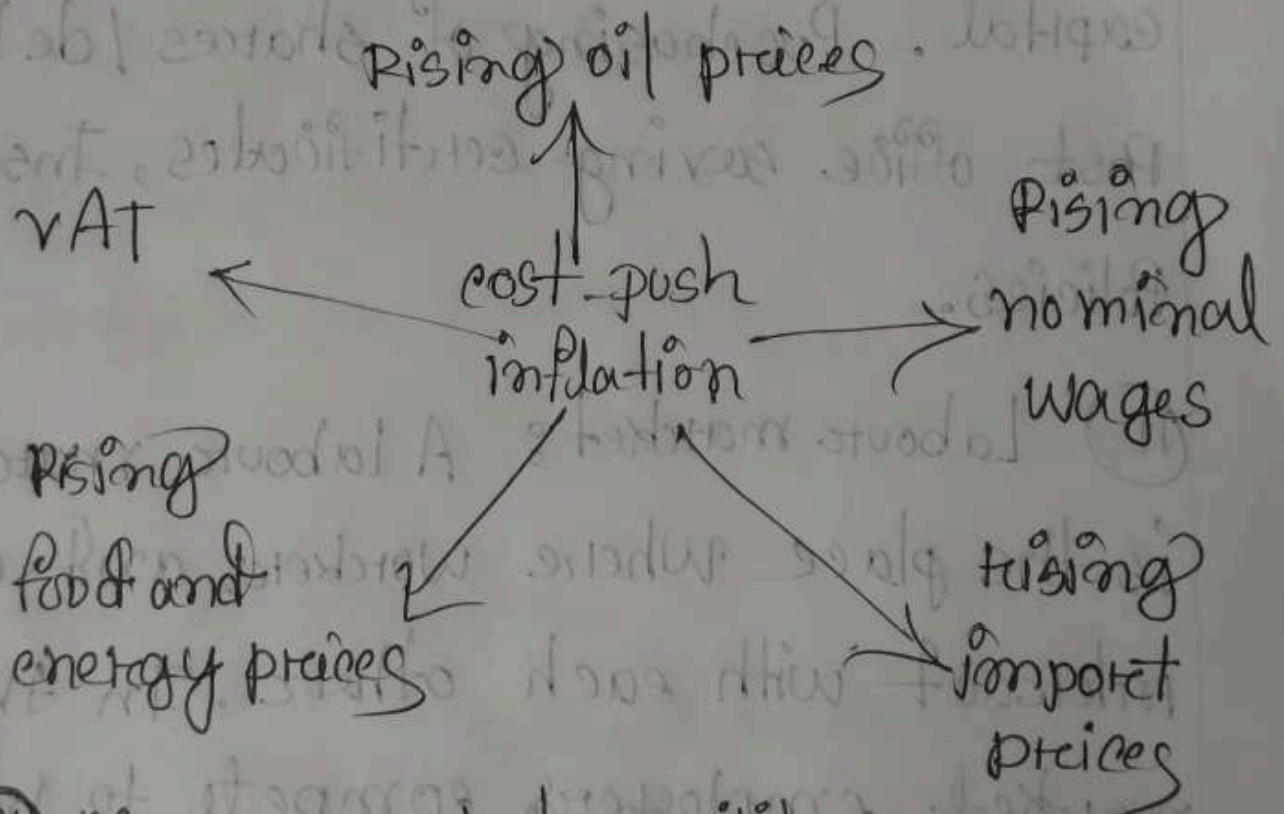 Rising oil prices.
VAT
cost-push
inflation
Rising
nominal
wages
Rising
food and
energy prices
rising
import
prices